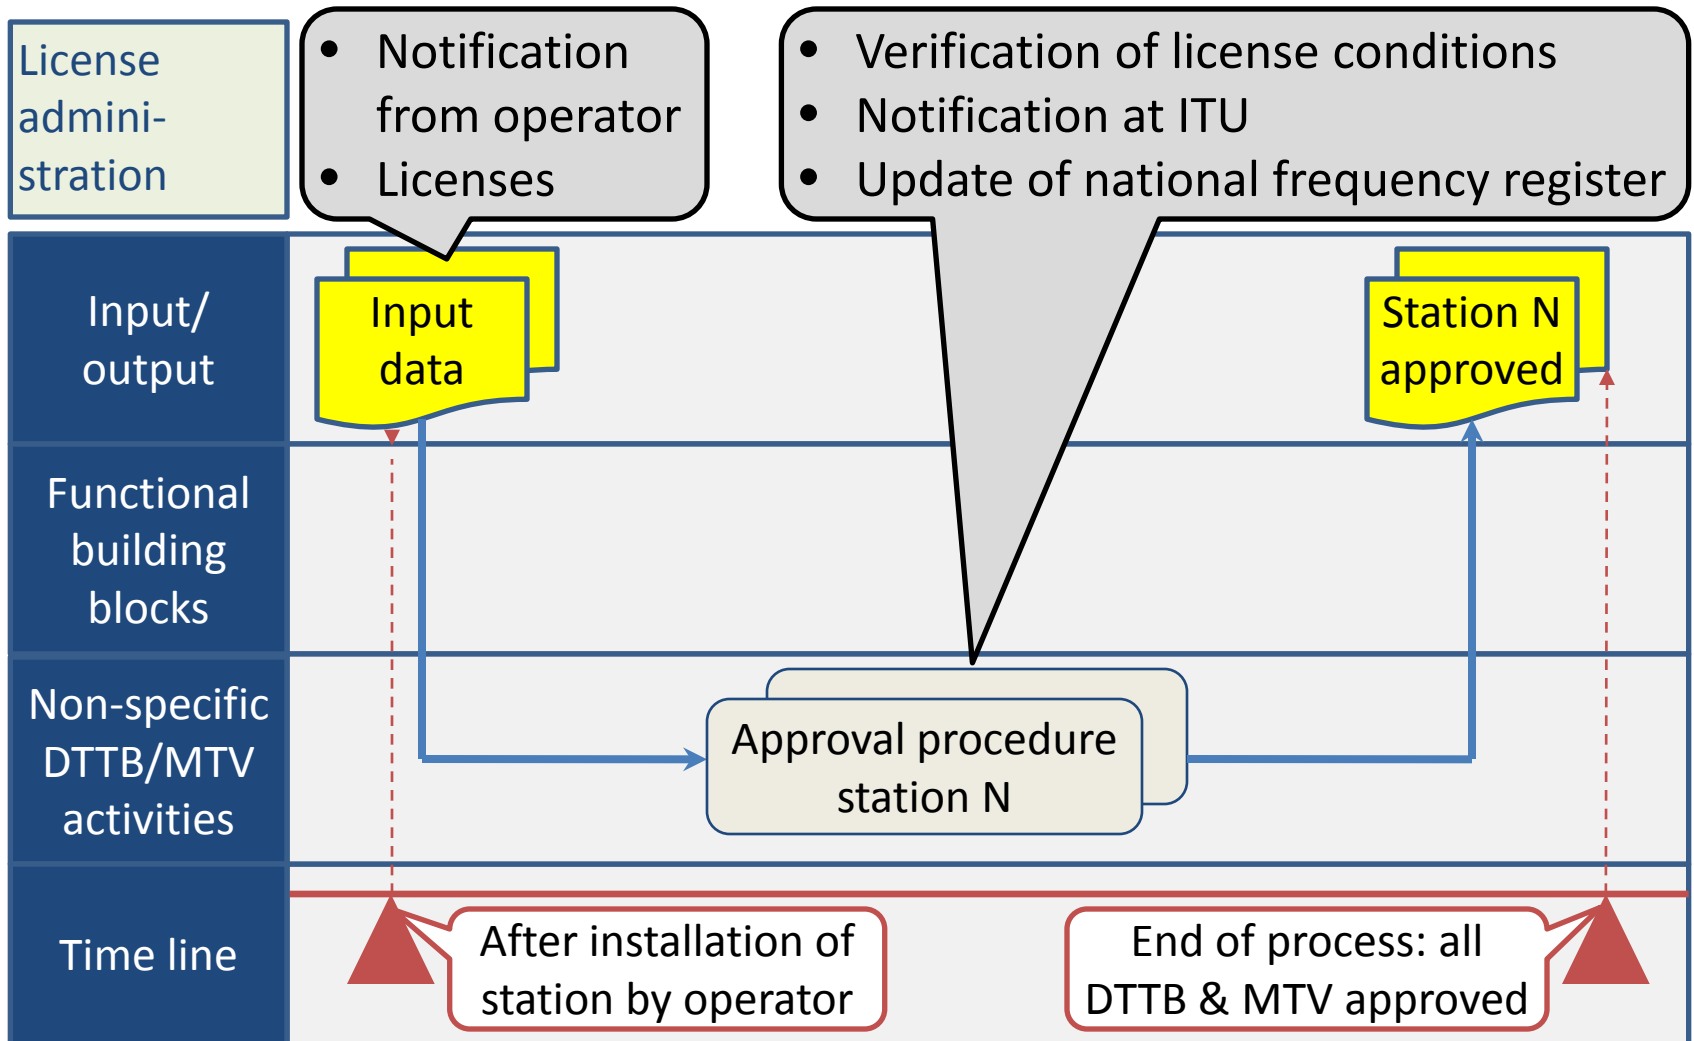 License
admini-
stration
• Notification
from operator
• Licenses
• Verification of license conditions
• Notification at ITU
• Update of national frequency register
Input/
output
Input
data
Station N
approved
Functional
building
blocks
Non-specific
DTTB/MTV
activities
Approval procedure
station N
Time line
After installation of
station by operator
End of process: all
DTTB & MTV approved